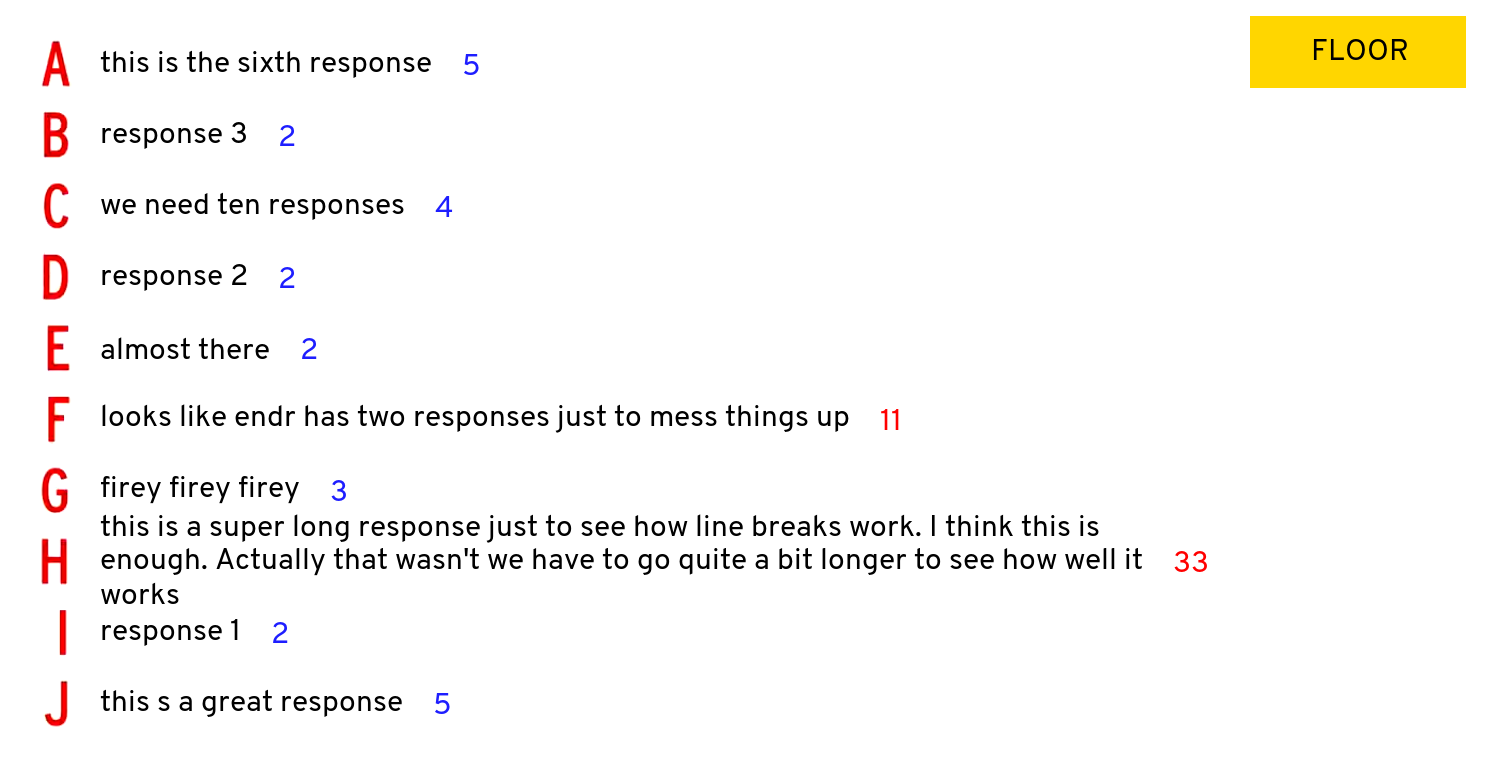 FLOOR
A this is the sixth response 5
B response 3 2
C we need ten responses 4
D response 2 2
E almost there 2
F looks like endr has two responses just to mess things up 11
G firey firey firey 3
this is a super long response just to see how line breaks work. I think this is
H enough. Actually that wasn't we have to go quite a bit longer to see how well it 33
works
I response 1 2
J this s a great response 5